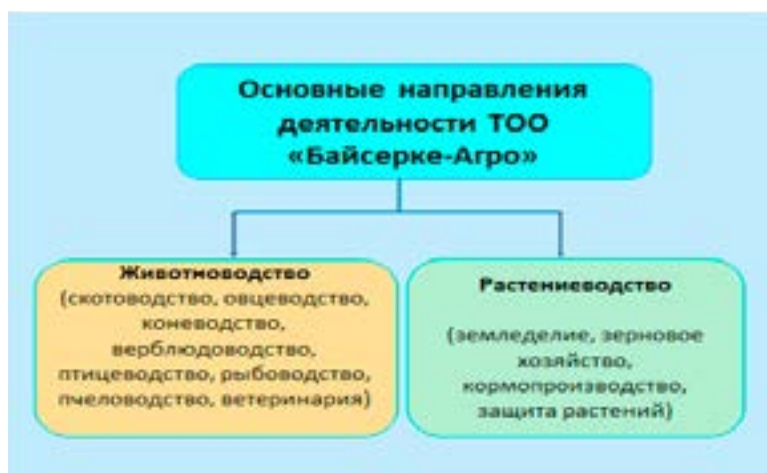 Основные направления
деятельности ТОО
«Байсерке-Агро»
Животноводство
(скотоводство, овцеводство,
коневодство,
верблюдоводство,
птицеводство, рыбоводство,
пчеловодство, ветеринария)
Растениеводство
(земледелие, зерновое
хозяйство,
кормопроизводство,
защита растений)